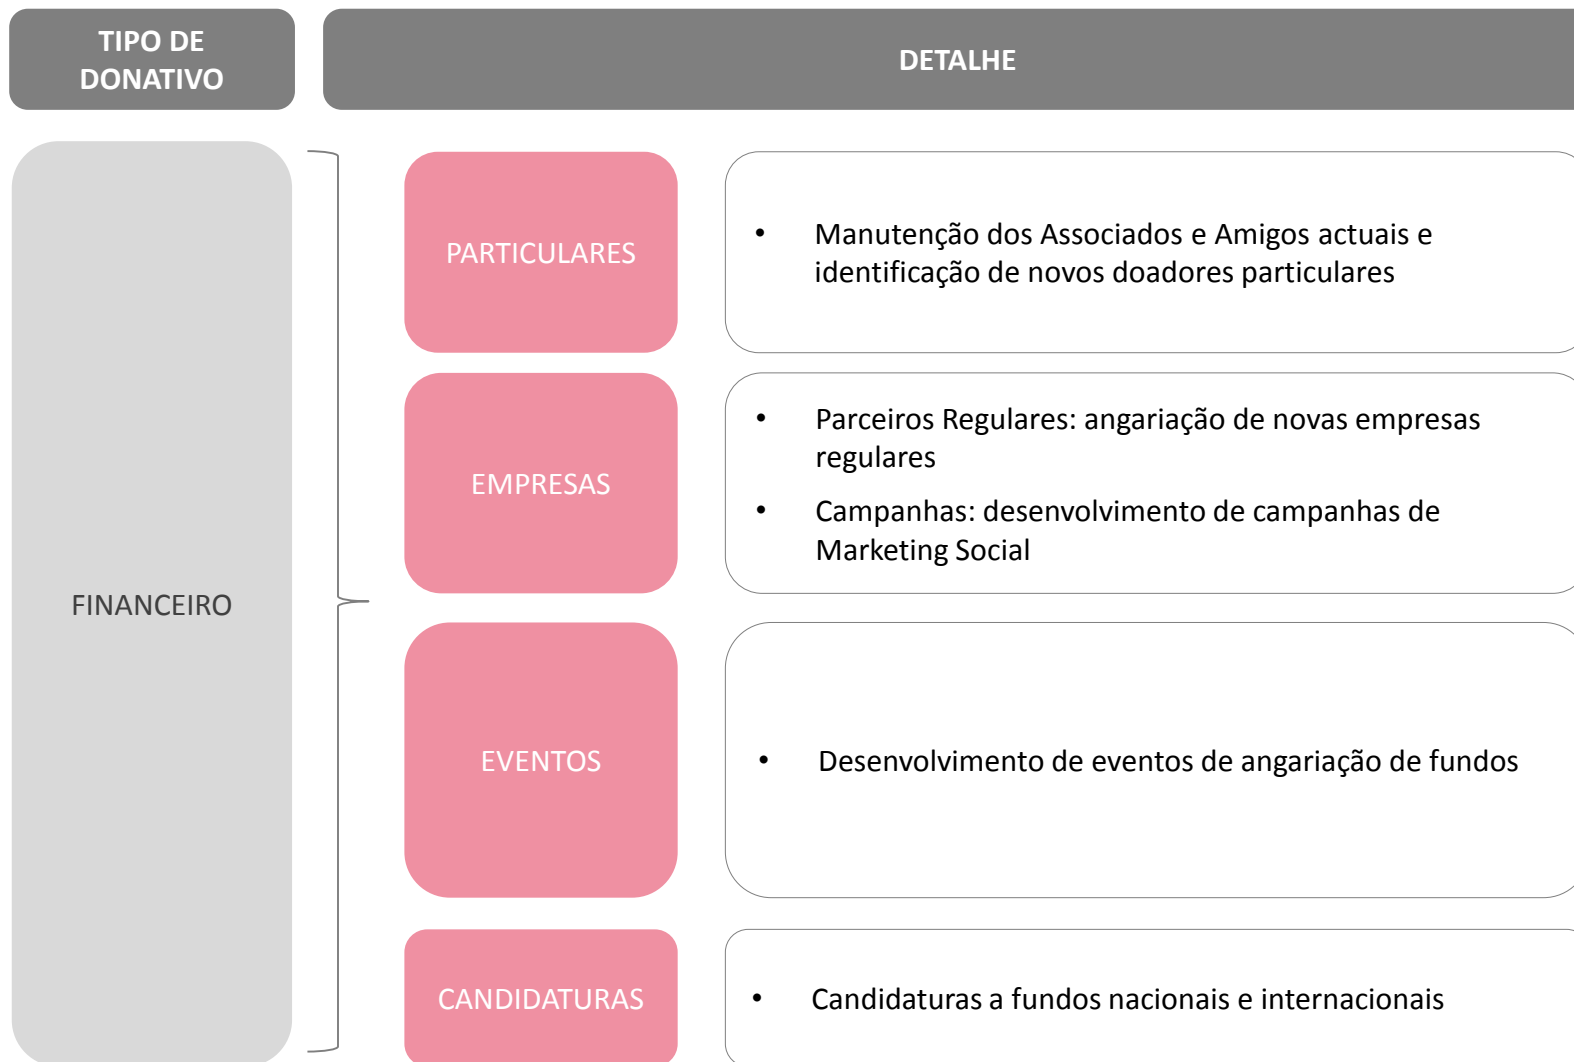 TIPO DE
DONATIVO
DETALHE
FINANCEIRO
PARTICULARES
• Manutenção dos Associados e Amigos actuais e
identificação de novos doadores particulares
EMPRESAS
• Parceiros Regulares: angariação de novas empresas
regulares
• Campanhas: desenvolvimento de campanhas de
Marketing Social
EVENTOS
• Desenvolvimento de eventos de angariação de fundos
CANDIDATURAS
• Candidaturas a fundos nacionais e internacionais